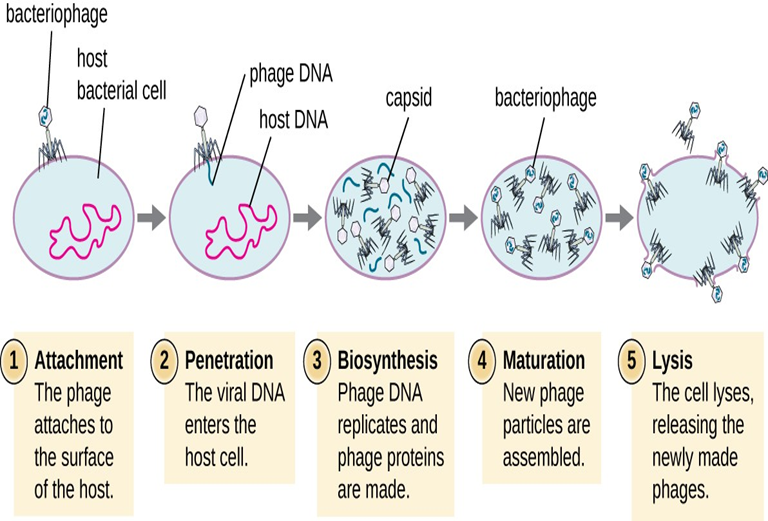 bacteriophage
host
bacterial cell
phage DNA
host DNA
capsid
bacteriophage
1 Attachment
The phage
attaches to
the surface
of the host.
2 Penetration
The viral DNA
enters the
host cell.
3 Biosynthesis
Phage DNA
replicates and
phage proteins
are made.
4 Maturation
New phage
particles are
assembled.
5 Lysis
The cell lyses,
releasing the
newly made
phages.